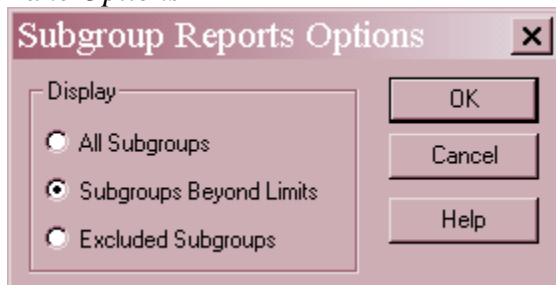 Subgroup Reports Options
Display
All Subgroups
Subgroups Beyond Limits
Excluded Subgroups
OK
Cancel
Help